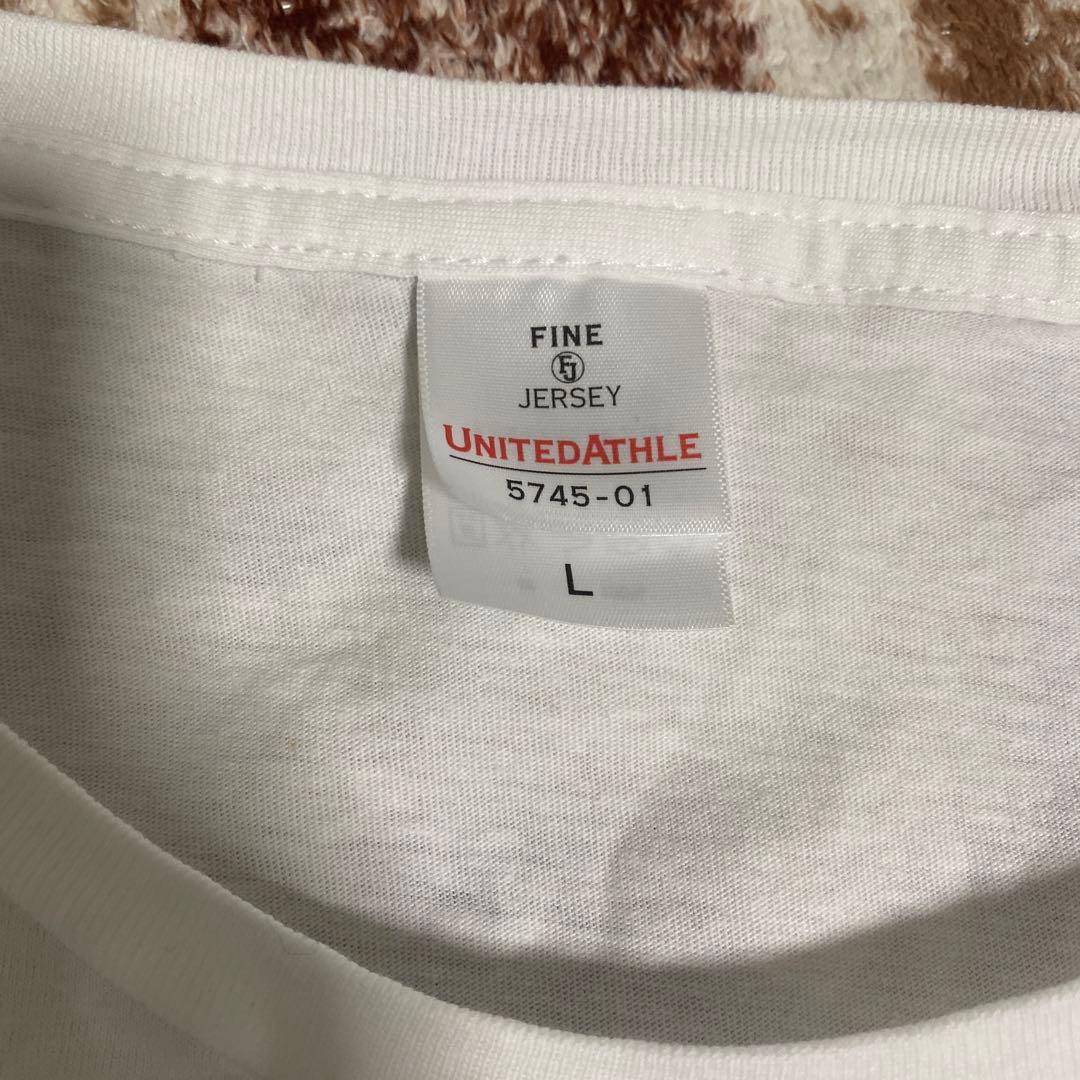 FINE
FJ
JERSEY
UNITEDATHLE
5745-01
L